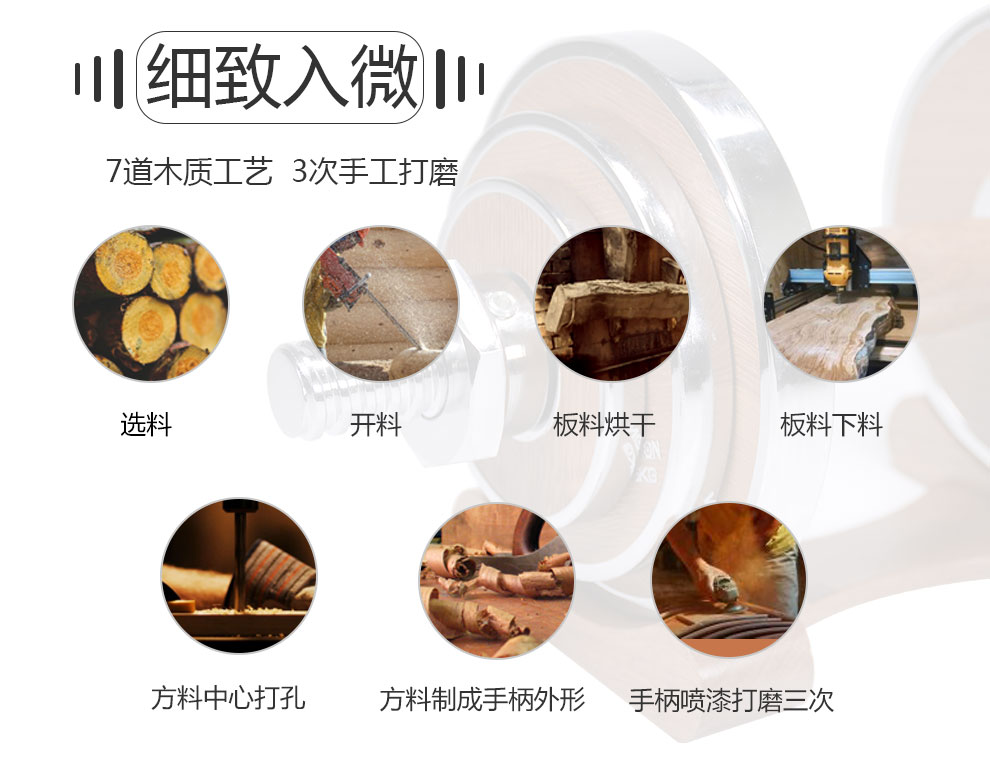 细致入微
7道木质工艺 3次手工打磨
选料
开料
板料烘干
板料下料
方料中心打孔
方料制成手柄外形
手柄喷漆打磨三次